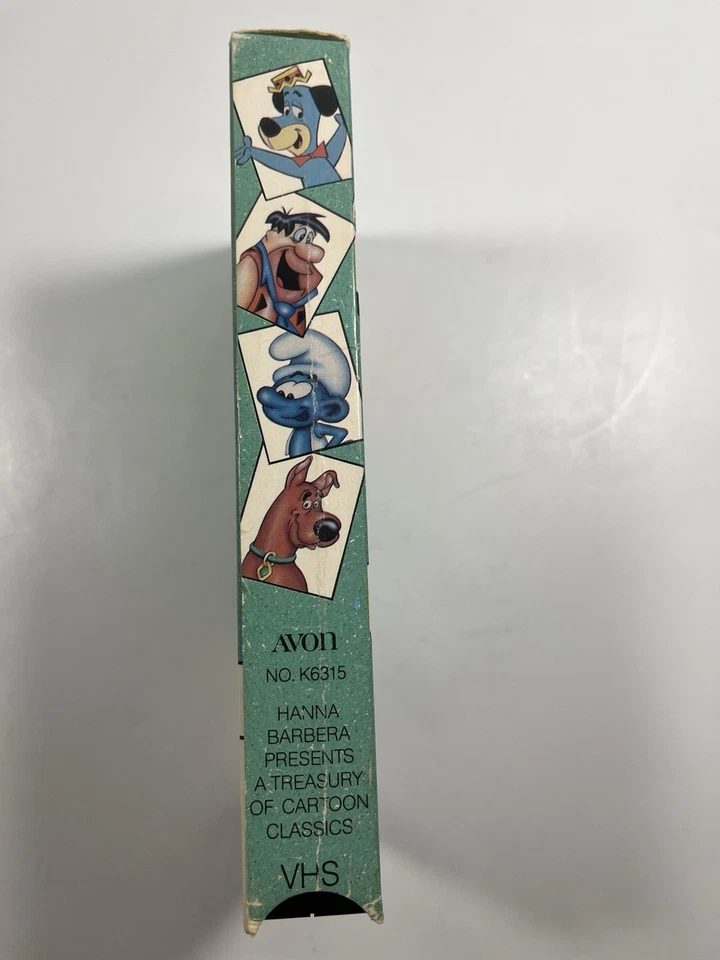 AVON
NO. K6315
HANNA
BARBERA
PRESENTS
A TREASURY
OF CARTOON
CLASSICS
VHS